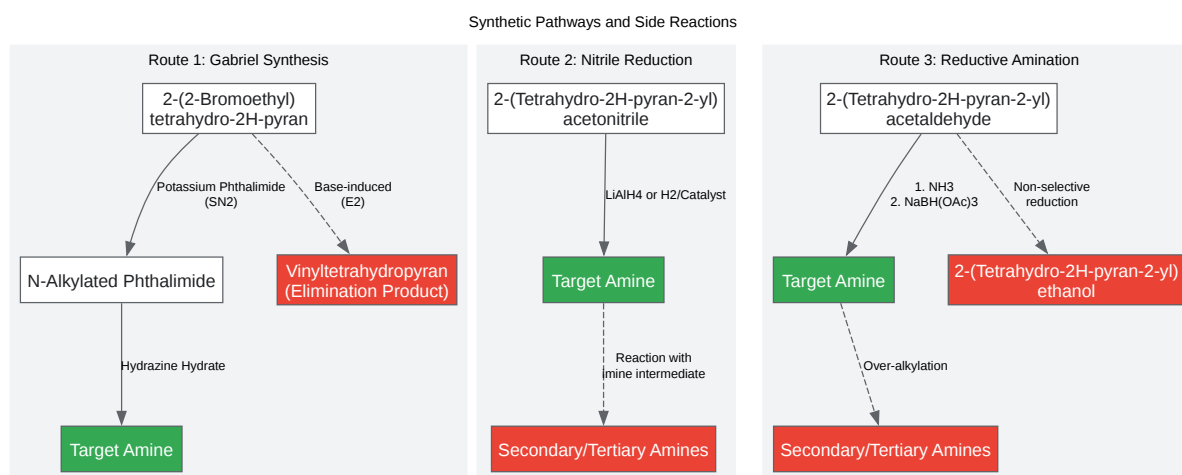 Synthetic Pathways and Side Reactions
Route 1: Gabriel Synthesis
2-(2-Bromoethyl)
tetrahydro-2H-pyran
Potassium Phthalimide
(SN2)
Base-induced
(E2)
N-Alkylated Phthalimide
Vinyltetrahydropyran
(Elimination Product)
Hydrazine Hydrate
Target Amine
Route 2: Nitrile Reduction
2-(Tetrahydro-2H-pyran-2-yl)
acetonitrile
LiAlH4 or H2/Catalyst
Target Amine
Reaction with
imine intermediate
Secondary/Tertiary Amines
Route 3: Reductive Amination
2-(Tetrahydro-2H-pyran-2-yl)
acetaldehyde
1. NH3
2. NaBH(OAc)3
Non-selective
reduction
Target Amine
2-(Tetrahydro-2H-pyran-2-yl)
ethanol
Over-alkylation
Secondary/Tertiary Amines